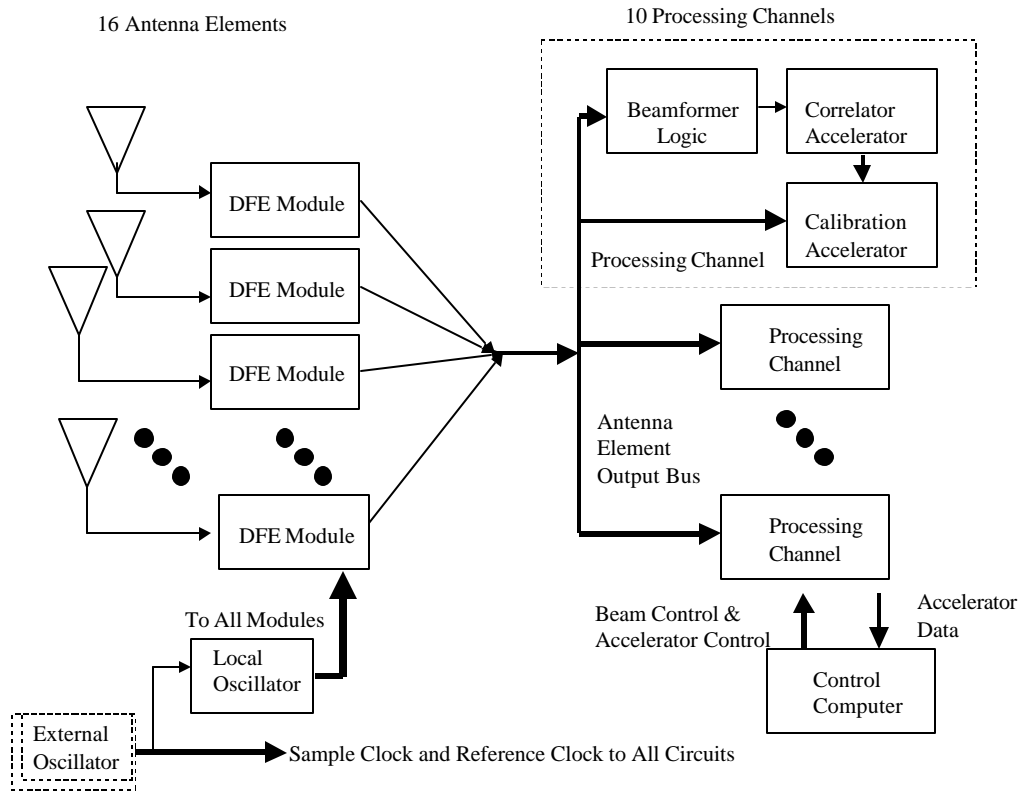 16 Antenna Elements
10 Processing Channels
Beamformer
Logic
Correlator
Accelerator
Calibration
Accelerator
Processing Channel
DFE Module
DFE Module
DFE Module
DFE Module
Processing
Channel
Antenna
Element
Output Bus
Processing
Channel
To All Modules
Local
Oscillator
External
Oscillator
Sample Clock and Reference Clock to All Circuits
Beam Control &
Accelerator Control
Accelerator
Data
Control
Computer